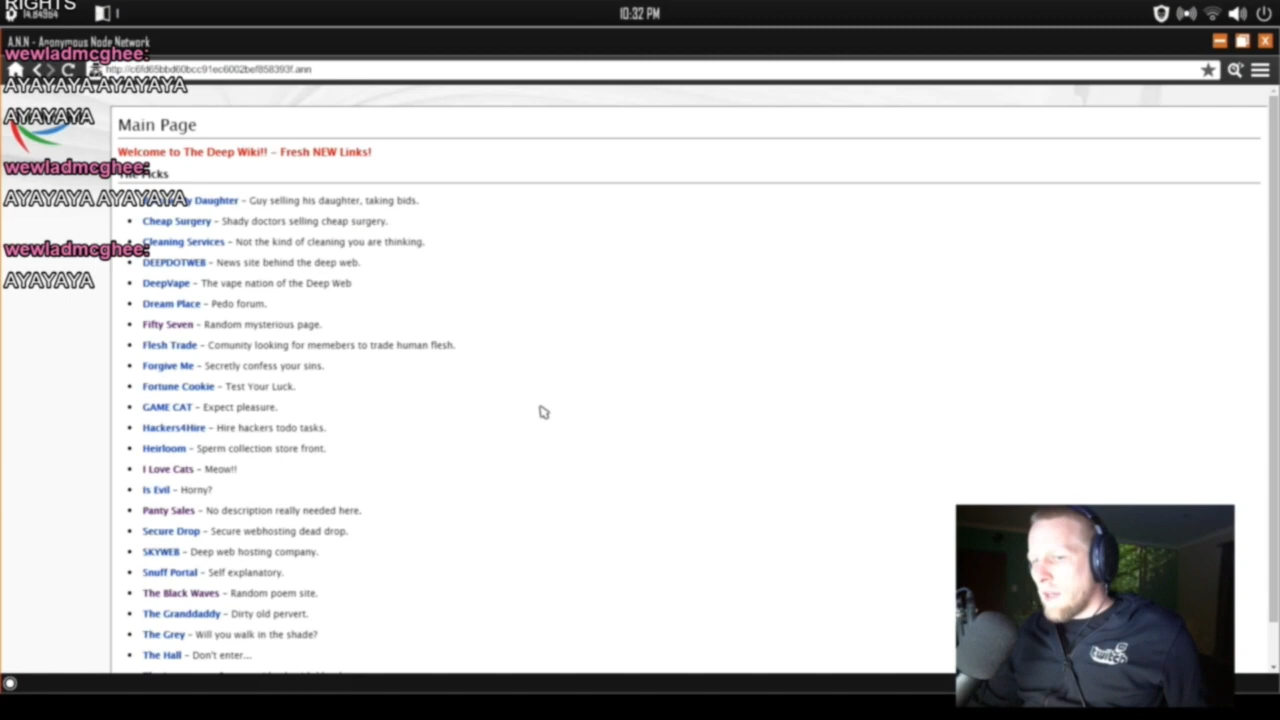 RIGHTS
14.84964
1
10:32 PM
A.N.N - Anonymous Node Network
wewladmcghee:
http://c6fd65bbd60bcc91ec6002bef858393f.ann
AYAYAYA AYAYAYA
AYAYAYA
wewladmcghee:
AYAYAYA AYAYAYA
wewladmcghee:
AYAYAYA
Main Page
Welcome to The Deep Wiki!! - Fresh NEW Links!
Daughter - Guy selling his daughter, taking bids.
Cheap Surgery - Shady doctors selling cheap surgery.
Cleaning Services - Not the kind of cleaning you are thinking.
DEEPDOTWEB - News site behind the deep web.
DeepVape - The vape nation of the Deep Web
Dream Place - Pedo forum.
Fifty Seven - Random mysterious page.
Flesh Trade - Comunity looking for memebers to trade human flesh.
Forgive Me - Secretly confess your sins.
Fortune Cookie - Test Your Luck.
GAME CAT - Expect pleasure.
Hackers4Hire - Hire hackers todo tasks.
Heirloom - Sperm collection store front.
I Love Cats - Meow!!
Is Evil - Horny?
Panty Sales - No description really needed here.
Secure Drop - Secure webhosting dead drop.
SKYWEB - Deep web hosting company.
Snuff Portal - Self explanatory.
The Black Waves - Random poem site.
The Granddaddy - Dirty old pervert.
The Grey - Will you walk in the shade?
The Hall - Don't enter...
twitch